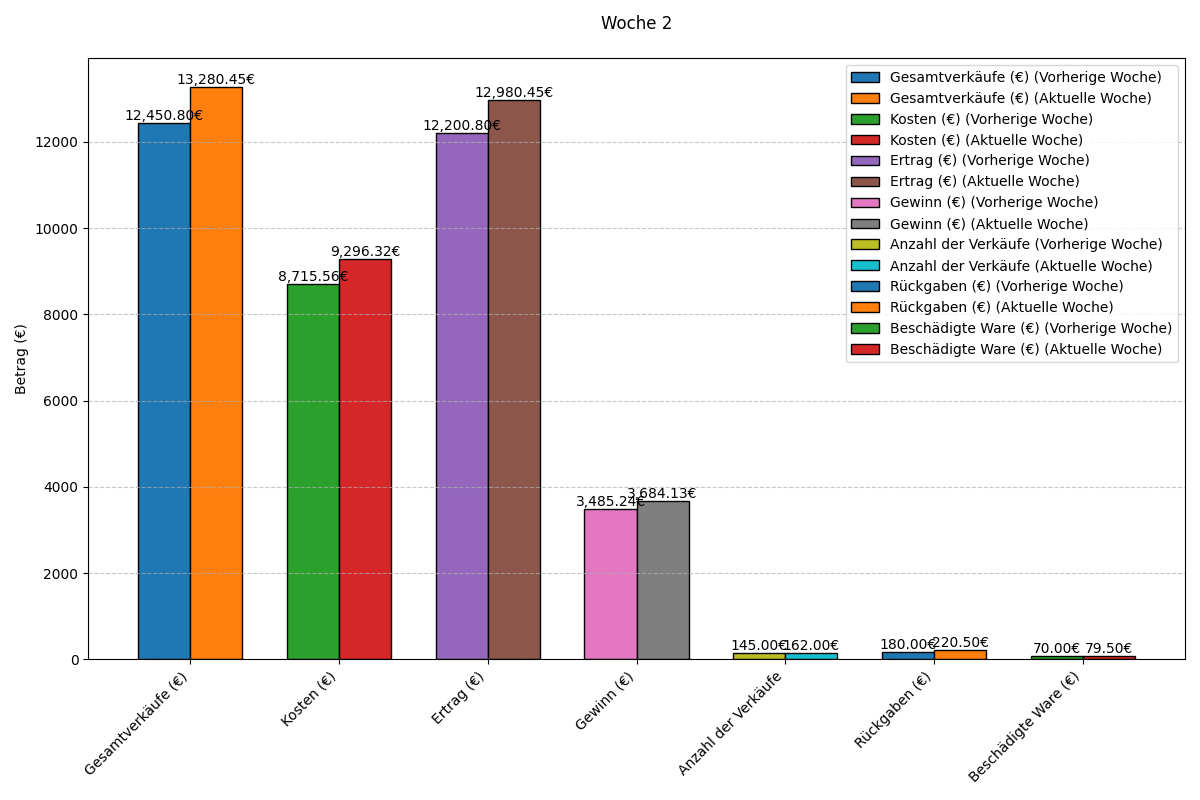 Woche 2
13,280.45€
12,450.80€
12,980.45€
12,200.80€
9,296.32€
8,715.56€
3,684.13€
3,485.24€
145.00€
162.00€
180.00€
220.50€
70.00€
79.50€
Gesamtverkäufe (€) (Vorherige Woche)
Gesamtverkäufe (€) (Aktuelle Woche)
Kosten (€) (Vorherige Woche)
Kosten (€) (Aktuelle Woche)
Ertrag (€) (Vorherige Woche)
Ertrag (€) (Aktuelle Woche)
Gewinn (€) (Vorherige Woche)
Gewinn (€) (Aktuelle Woche)
Anzahl der Verkäufe (Vorherige Woche)
Anzahl der Verkäufe (Aktuelle Woche)
Rückgaben (€) (Vorherige Woche)
Rückgaben (€) (Aktuelle Woche)
Beschädigte Ware (€) (Vorherige Woche)
Beschädigte Ware (€) (Aktuelle Woche)
Betrag (€)
12000
10000
8000
6000
4000
2000
0
Gesamtverkäufe (€)
Kosten (€)
Ertrag (€)
Gewinn (€)
Anzahl der Verkäufe
Rückgaben (€)
Beschädigte Ware (€)